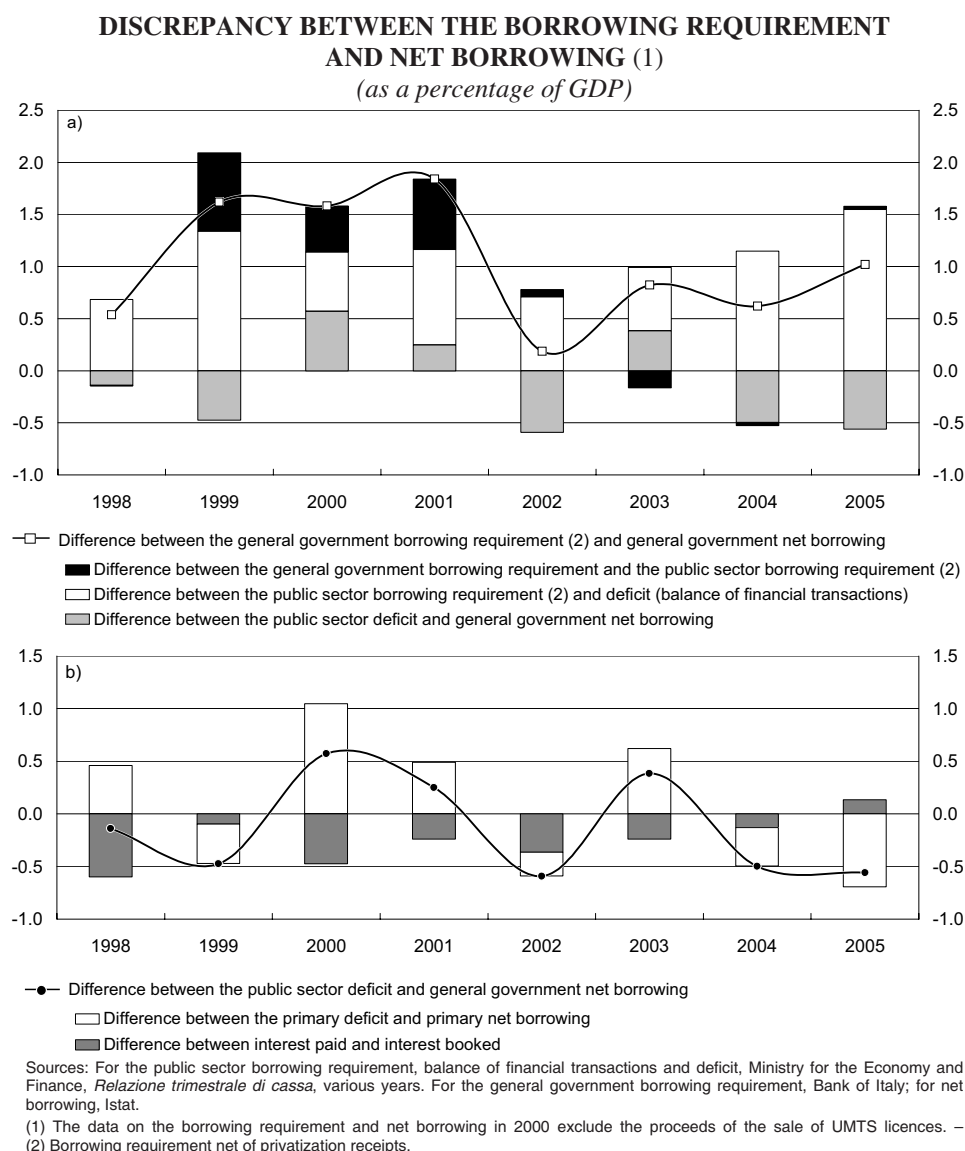 DISCREPANCY BETWEEN THE BORROWING REQUIREMENT
AND NET BORROWING (1)
(as a percentage of GDP)
a)
2.5 2.5
2.0 2.0
1.5 1.5
1.0 1.0
0.5 0.5
0.0 0.0
-0.5 -0.5
-1.0 -1.0
1998 1999 2000 2001 2002 2003 2004 2005
Difference between the general government borrowing requirement (2) and general government net borrowing
Difference between the general government borrowing requirement and the public sector borrowing requirement (2)
Difference between the public sector borrowing requirement (2) and deficit (balance of financial transactions)
Difference between the public sector deficit and general government net borrowing
b)
1.5 1.5
1.0 1.0
0.5 0.5
0.0 0.0
-0.5 -0.5
-1.0 -1.0
1998 1999 2000 2001 2002 2003 2004 2005
Difference between the public sector deficit and general government net borrowing
Difference between the primary deficit and primary net borrowing
Difference between interest paid and interest booked
Sources: For the public sector borrowing requirement, balance of financial transactions and deficit, Ministry for the Economy and
Finance, Relazione trimestrale di cassa, various years. For the general government borrowing requirement, Bank of Italy; for net
borrowing, Istat.
(1) The data on the borrowing requirement and net borrowing in 2000 exclude the proceeds of the sale of UMTS licences. –
(2) Borrowing requirement net of privatization receipts.